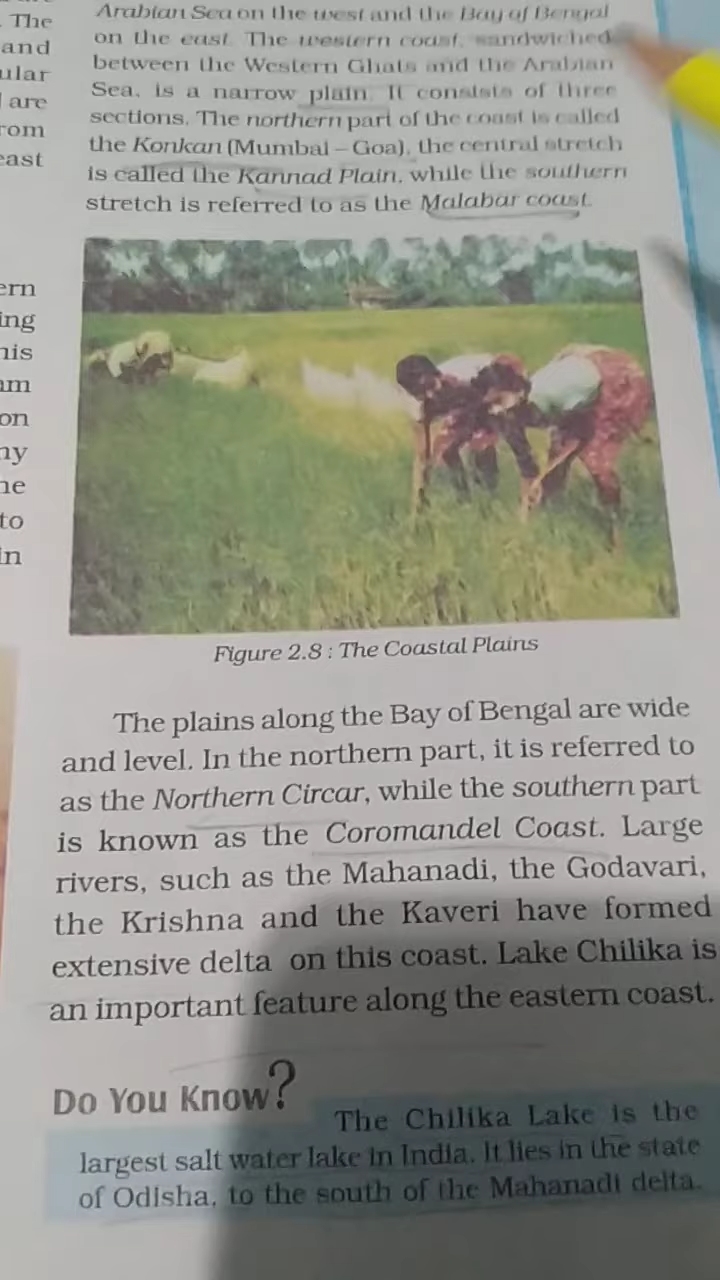 The
and
ular
are
rom
east
ern
ing
his
am
on
ny
he
to
in
Arabian Sea on the west and the Bay of Bengal
on the east. The western coast, sandwiched
between the Western Ghats and the Arabian
Sea, is a narrow plain. It consists of three
sections. The northern part of the coast is called
the Konkan (Mumbai – Goa), the central stretch
is called the Kannad Plain, while the southern
stretch is referred to as the Malabar coast.
Figure 2.8 : The Coastal Plains
The plains along the Bay of Bengal are wide
and level. In the northern part, it is referred to
as the Northern Circar, while the southern part
is known as the Coromandel Coast. Large
rivers, such as the Mahanadi, the Godavari,
the Krishna and the Kaveri have formed
extensive delta on this coast. Lake Chilika is
an important feature along the eastern coast.
Do You Know?
The Chilika Lake is the
largest salt water lake in India. It lies in the state
of Odisha, to the south of the Mahanadi delta.